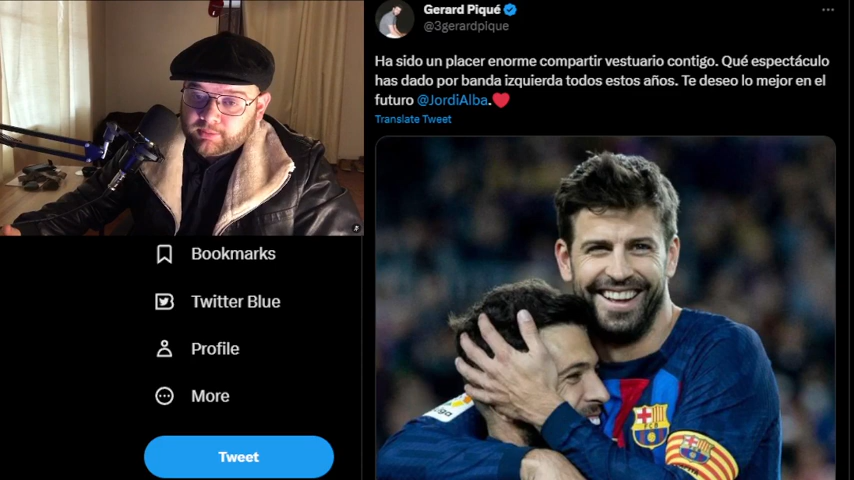 Gerard Piqué
@3gerardpique
Ha sido un placer enorme compartir vestuario contigo. Qué espectáculo
has dado por banda izquierda todos estos años. Te deseo lo mejor en el
futuro @JordiAlba.❤️
Translate Tweet
Bookmarks
Twitter Blue
Profile
More
Tweet
FCB